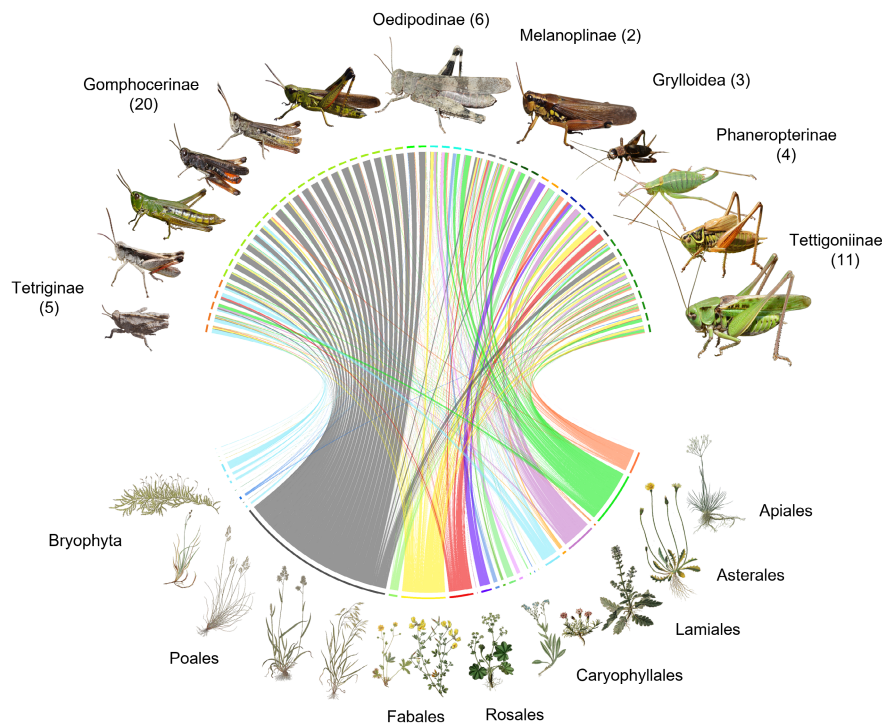 Oedipodinae (6)
Melanoplinae (2)
Gomphocerinae
(20)
Grylloidea (3)
Phaneropterinae
(4)
Tettigoniinae
(11)
Tetriginae
(5)
Apiales
Bryophyta
Asterales
Lamiales
Poales
Caryophyllales
Fabales
Rosales